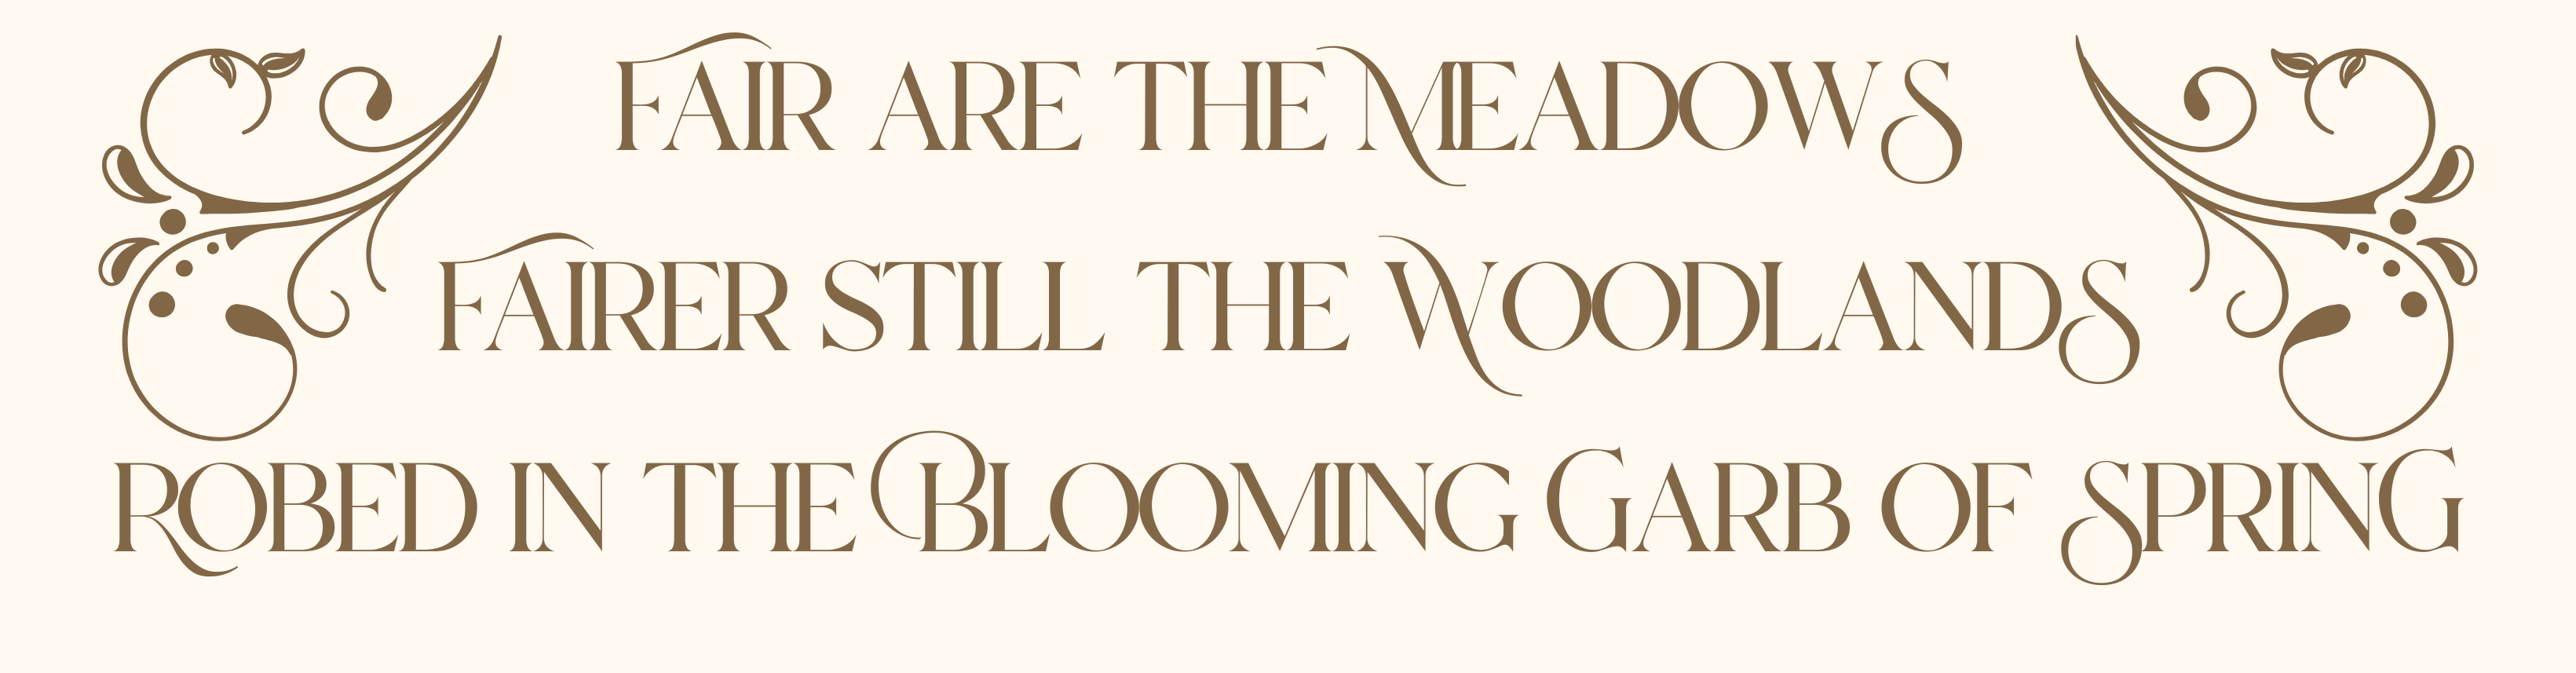 FAIR ARE THE MEADOWS
FAIRER STILL THE WOODLANDS
ROBED IN THE BLOOMING GARB OF SPRING